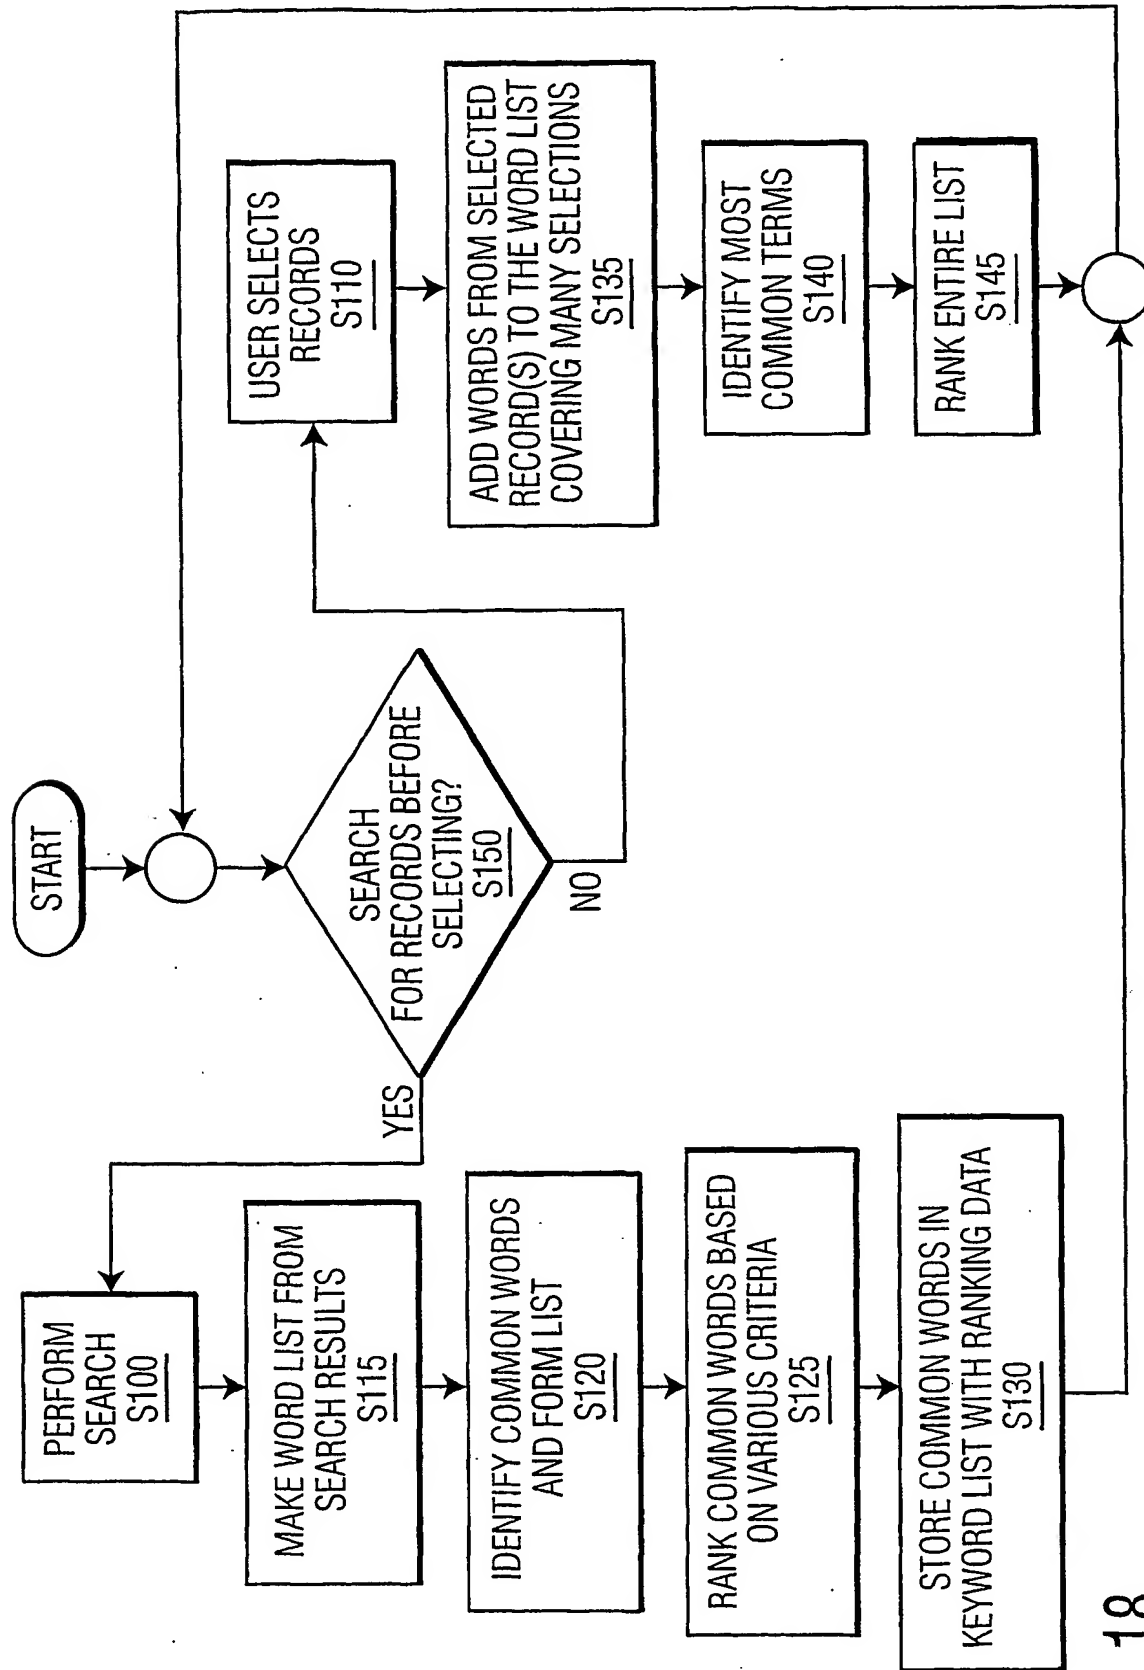 START
SEARCH
FOR RECORDS BEFORE
SELECTING?
S150
YES
NO
PERFORM
SEARCH
S100
MAKE WORD LIST FROM
SEARCH RESULTS
S115
IDENTIFY COMMON WORDS
AND FORM LIST
S120
RANK COMMON WORDS BASED
ON VARIOUS CRITERIA
S125
STORE COMMON WORDS IN
KEYWORD LIST WITH RANKING DATA
S130
USER SELECTS
RECORDS
S110
ADD WORDS FROM SELECTED
RECORD(S) TO THE WORD LIST
COVERING MANY SELECTIONS
S135
IDENTIFY MOST
COMMON TERMS
S140
RANK ENTIRE LIST
S145
18